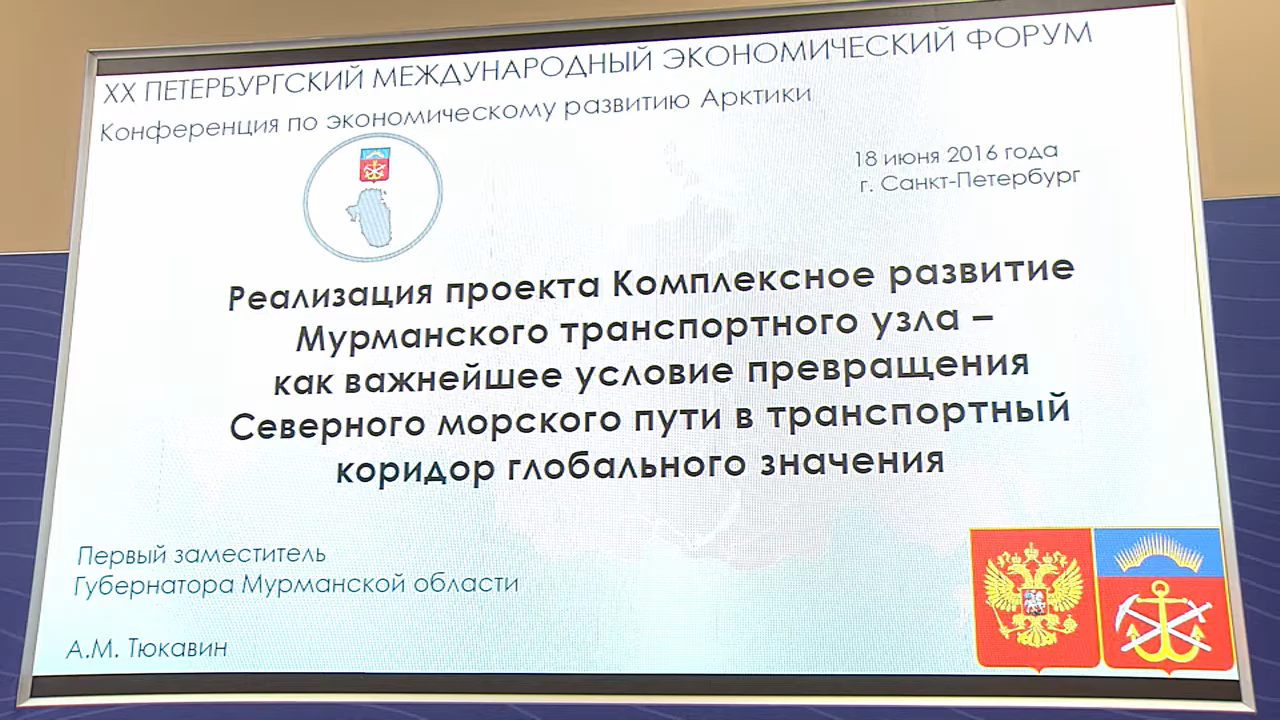 XX ПЕТЕРБУРГСКИЙ МЕЖДУНАРОДНЫЙ ЭКОНОМИЧЕСКИЙ ФОРУМ
Конференция по экономическому развитию Арктики
18 июня 2016 года
г. Санкт-Петербург
Реализация проекта Комплексное развитие
Мурманского транспортного узла –
как важнейшее условие превращения
Северного морского пути в транспортный
коридор глобального значения
Первый заместитель
Губернатора Мурманской области
А.М. Тюкавин